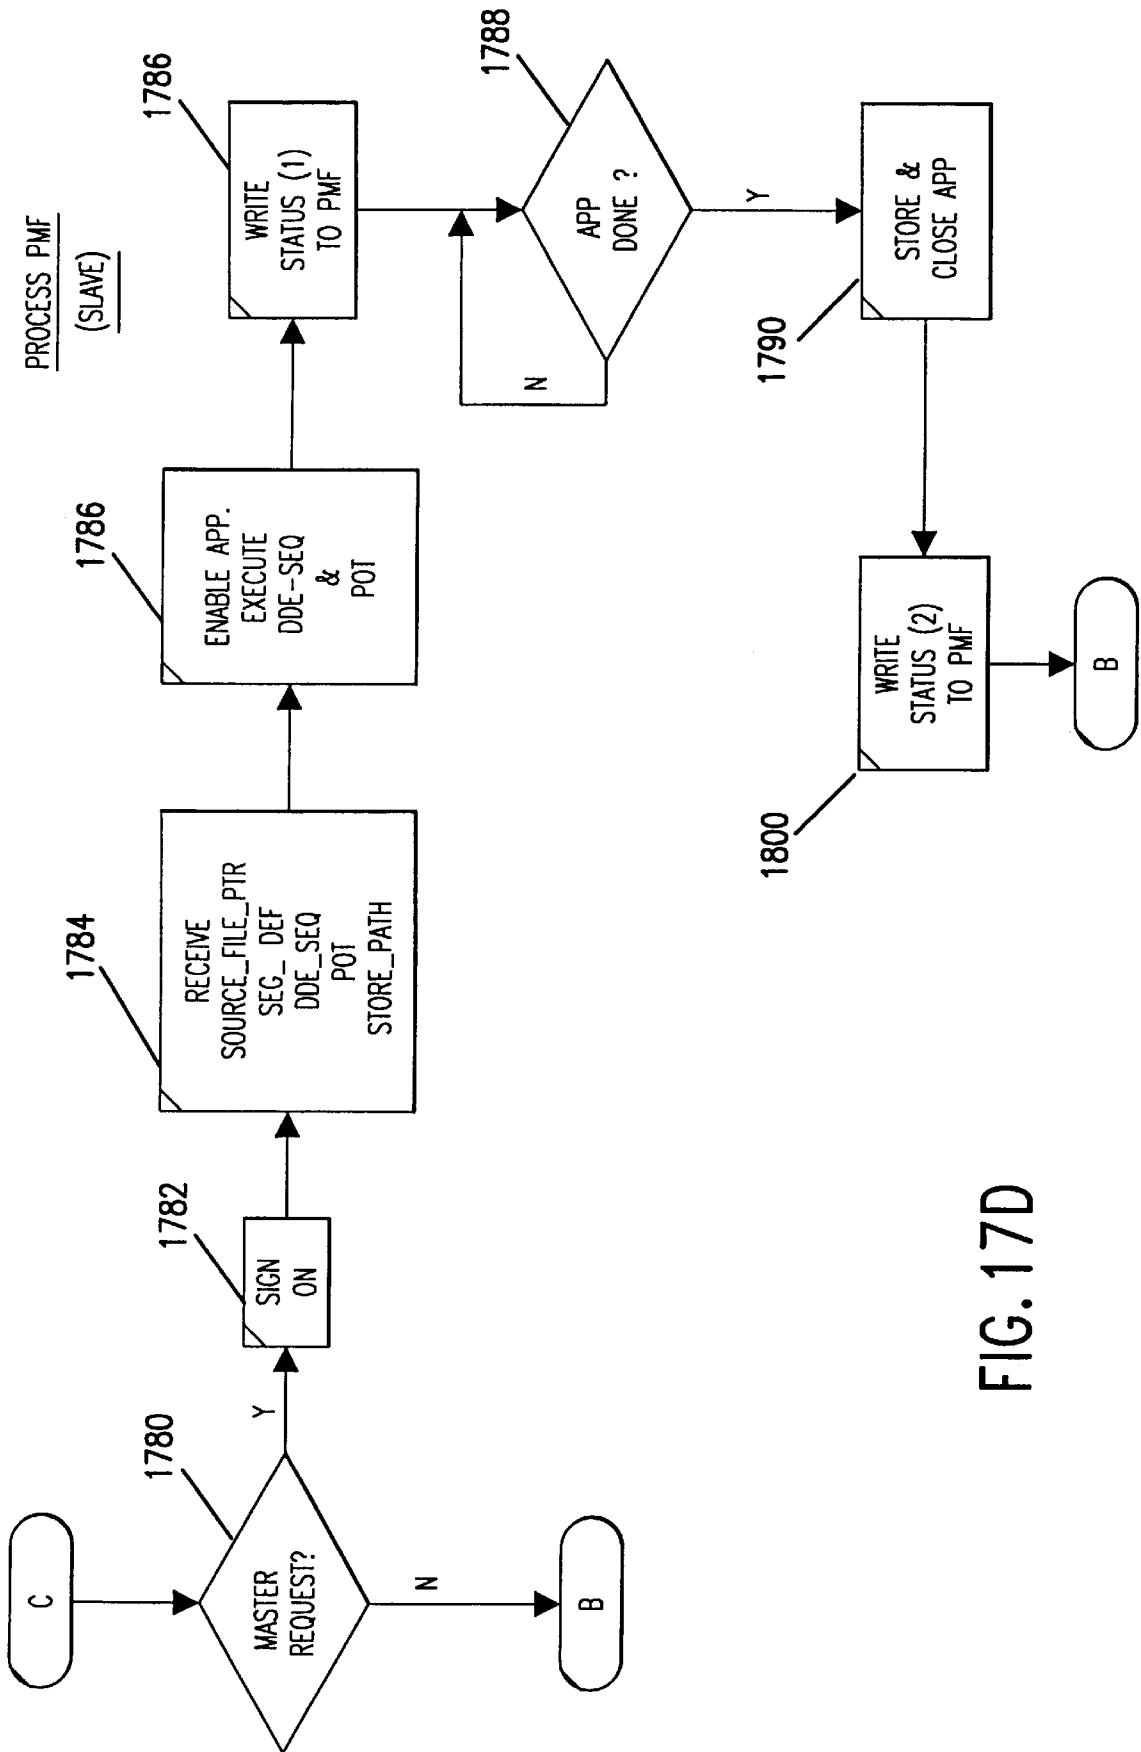 PROCESS PMF
(SLAVE)
C
1780
MASTER
REQUEST?
Y
N
B
1782
SIGN
ON
1784
RECEIVE
SOURCE_FILE_PTR
SEG_ DEF
DDE_SEQ
POT
STORE_PATH
1786
ENABLE APP.
EXECUTE
DDE-SEQ
&
POT
1786
WRITE
STATUS (1)
TO PMF
1788
APP
DONE ?
N
Y
1790
STORE &
CLOSE APP
1800
WRITE
STATUS (2)
TO PMF
B
FIG. 17D